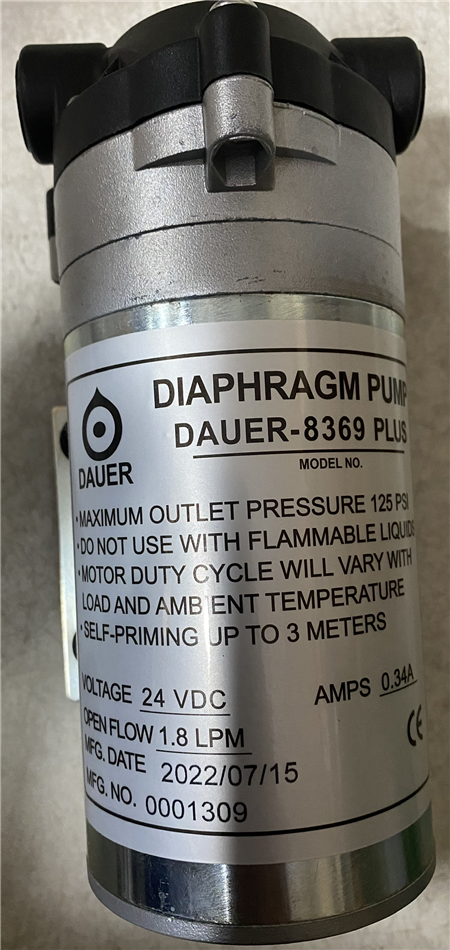 DIAPHRAGM PUMP
DAUER-8369 PLUS
MODEL NO.
DAUER
•MAXIMUM OUTLET PRESSURE 125 PSI
•DO NOT USE WITH FLAMMABLE LIQUIDS
•MOTOR DUTY CYCLE WILL VARY WITH
LOAD AND AMB ENT TEMPERATURE
•SELF-PRIMING UP TO 3 METERS
VOLTAGE 24 VDC
AMPS 0.34A
OPEN FLOW 1.8 LPM
CE
MFG. DATE 2022/07/15
MFG. NO. 0001309